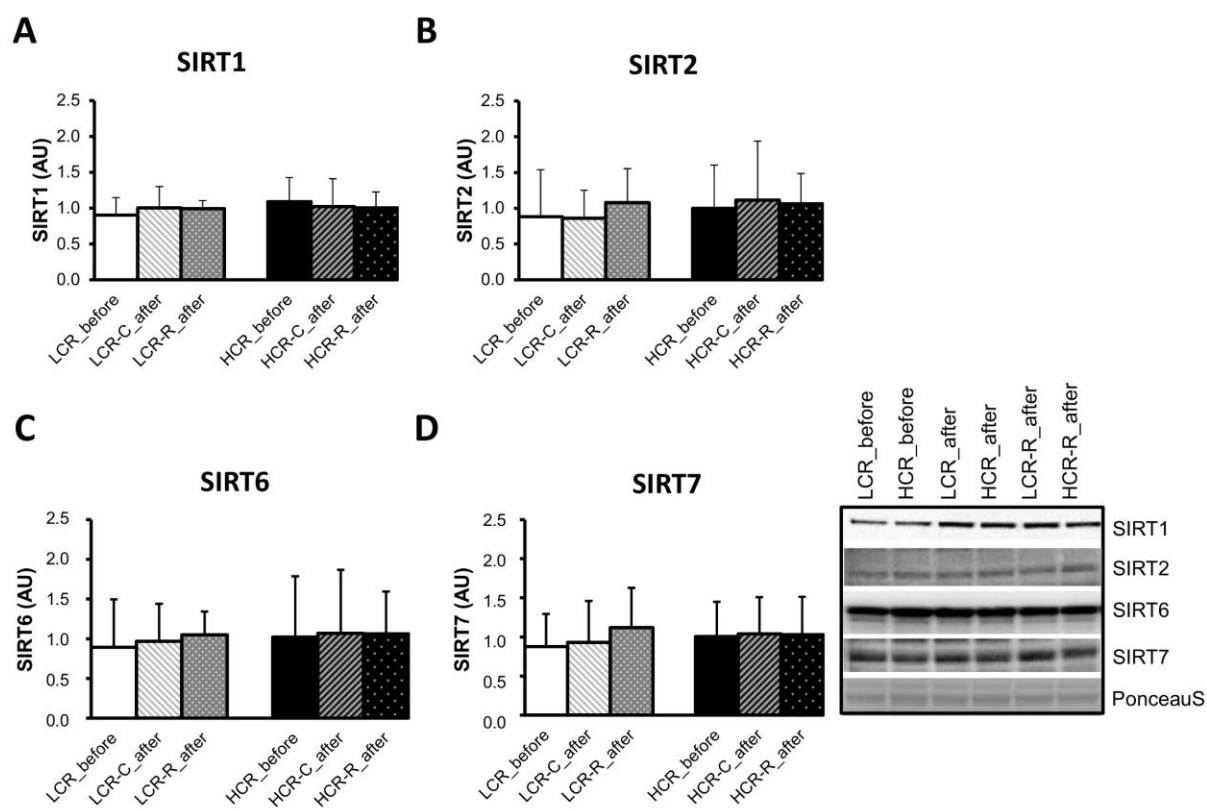 A
SIRT1
SIRT1 (AU)
2.5
2.0
1.5
1.0
0.5
0.0
LCR_before
LCR-C_after
LCR-R_after
HCR_before
HCR-C_after
HCR-R_after
B
SIRT2
SIRT2 (AU)
2.5
2.0
1.5
1.0
0.5
0.0
LCR_before
LCR-C_after
LCR-R_after
HCR_before
HCR-C_after
HCR-R_after
C
SIRT6
SIRT6 (AU)
2.5
2.0
1.5
1.0
0.5
0.0
LCR_before
LCR-C_after
LCR-R_after
HCR_before
HCR-C_after
HCR-R_after
D
SIRT7
SIRT7 (AU)
2.5
2.0
1.5
1.0
0.5
0.0
LCR_before
LCR-C_after
LCR-R_after
HCR_before
HCR-C_after
HCR-R_after
LCR_before
HCR_before
LCR_after
HCR_after
LCR-R_after
HCR-R_after
SIRT1
SIRT2
SIRT6
SIRT7
PonceauS